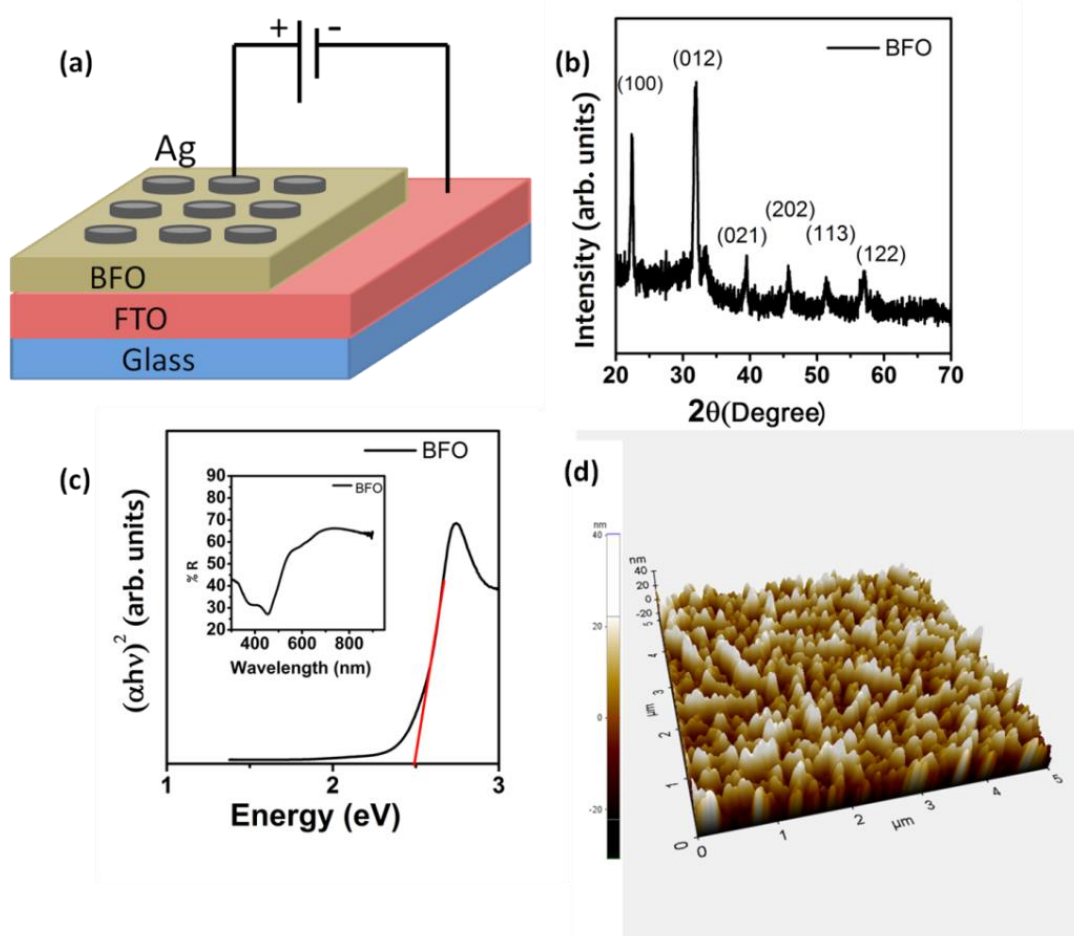 (a)
+ -
Ag
BFO
FTO
Glass
(b)
BFO
(100)
(012)
(021)
(202)
(113)
(122)
Intensity (arb. units)
20 30 40 50 60 70
2θ(Degree)
(c)
BFO
(αhν)²(arb. units)
90
80
70
60
50
40
30
20
% R
BFO
400 600 800
Wavelength (nm)
1 2 3
Energy (eV)
(d)
nm
40
20
0
-20
nm
40
20
0
-20
5
4
3
μm
2
1
0
0 1 2 3 4 5
μm